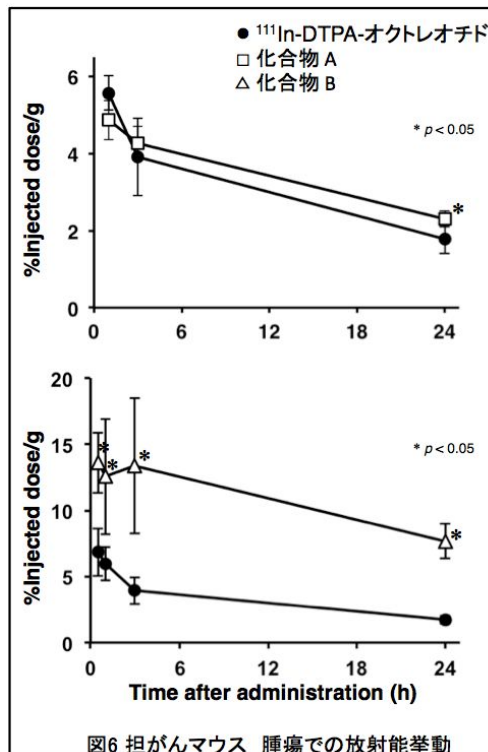 ● ¹¹¹In-DTPA-オクトレオチド
□ 化合物 A
△ 化合物 B
* p < 0.05
%Injected dose/g
6
4
2
0
*
0 6 12 18 24
* p < 0.05
%Injected dose/g
20
15
10
5
0
*
*
*
*
0 6 12 18 24
Time after administration (h)
図6 担がんマウス 腫瘍での放射能挙動